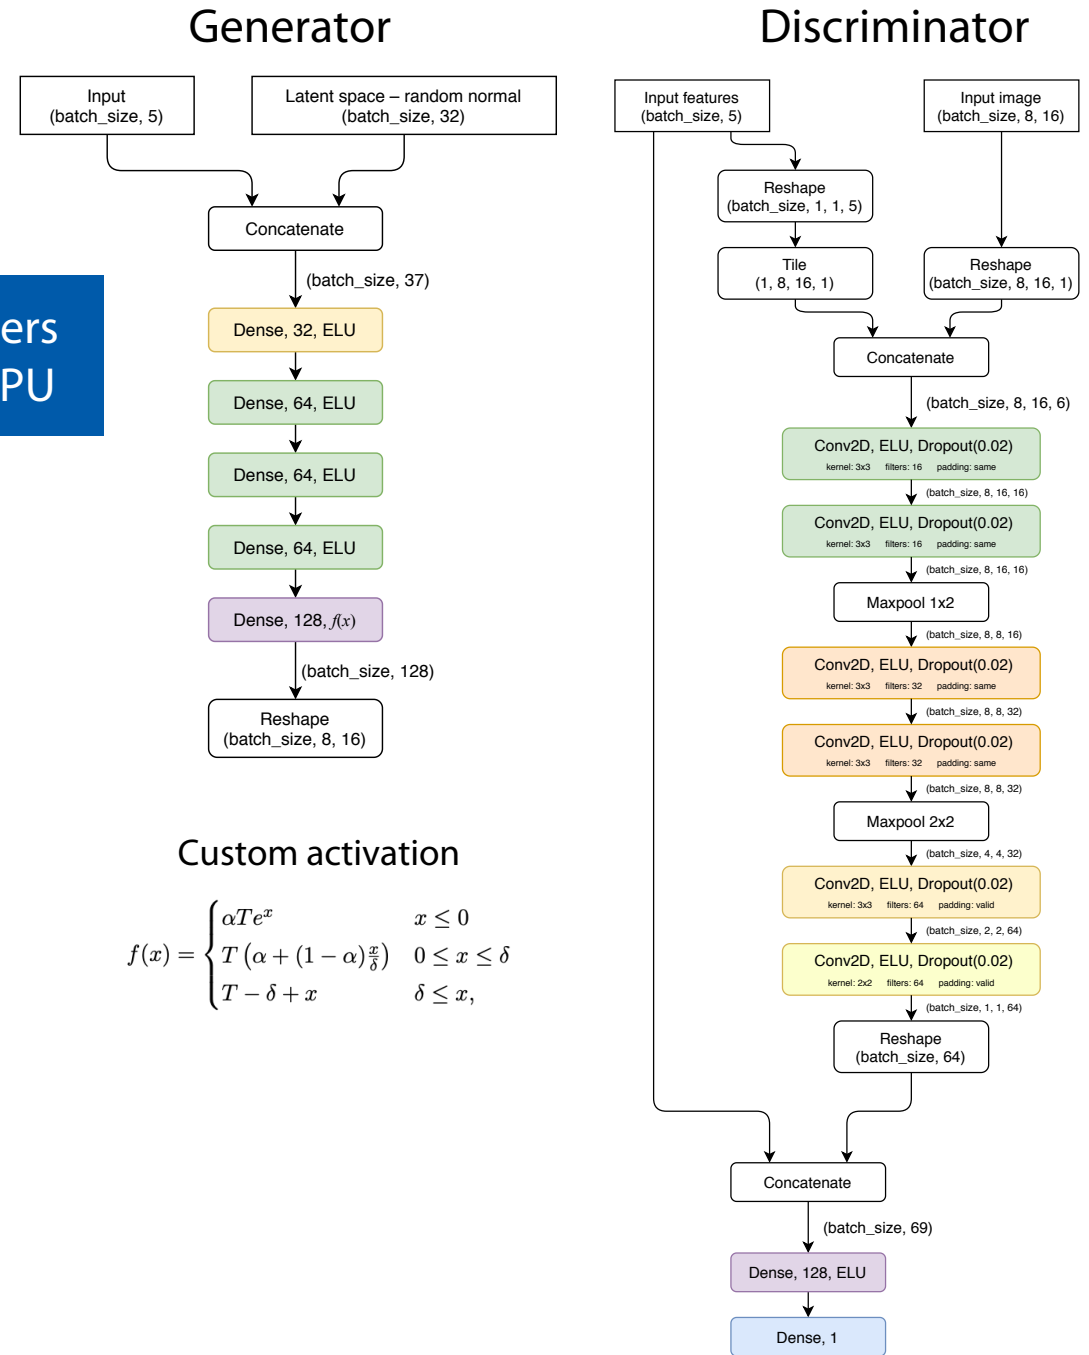 Generator
Input
(batch_size, 5)
Latent space – random normal
(batch_size, 32)
Concatenate
(batch_size, 37)
Dense, 32, ELU
Dense, 64, ELU
Dense, 64, ELU
Dense, 64, ELU
Dense, 128, f(x)
(batch_size, 128)
Reshape
(batch_size, 8, 16)
ers
PU
Custom activation
f(x) = { αTe^x    x ≤ 0
T (α + (1 − α) x/δ)    0 ≤ x ≤ δ
T − δ + x    δ ≤ x,
Discriminator
Input features
(batch_size, 5)
Input image
(batch_size, 8, 16)
Reshape
(batch_size, 1, 1, 5)
Tile
(1, 8, 16, 1)
Reshape
(batch_size, 8, 16, 1)
Concatenate
(batch_size, 8, 16, 6)
Conv2D, ELU, Dropout(0.02)
kernel: 3x3 filters: 16 padding: same
(batch_size, 8, 16, 16)
Conv2D, ELU, Dropout(0.02)
kernel: 3x3 filters: 16 padding: same
(batch_size, 8, 16, 16)
Maxpool 1x2
(batch_size, 8, 8, 16)
Conv2D, ELU, Dropout(0.02)
kernel: 3x3 filters: 32 padding: same
(batch_size, 8, 8, 32)
Conv2D, ELU, Dropout(0.02)
kernel: 3x3 filters: 32 padding: same
(batch_size, 8, 8, 32)
Maxpool 2x2
(batch_size, 4, 4, 32)
Conv2D, ELU, Dropout(0.02)
kernel: 3x3 filters: 64 padding: valid
(batch_size, 2, 2, 64)
Conv2D, ELU, Dropout(0.02)
kernel: 2x2 filters: 64 padding: valid
(batch_size, 1, 1, 64)
Reshape
(batch_size, 64)
Concatenate
(batch_size, 69)
Dense, 128, ELU
Dense, 1